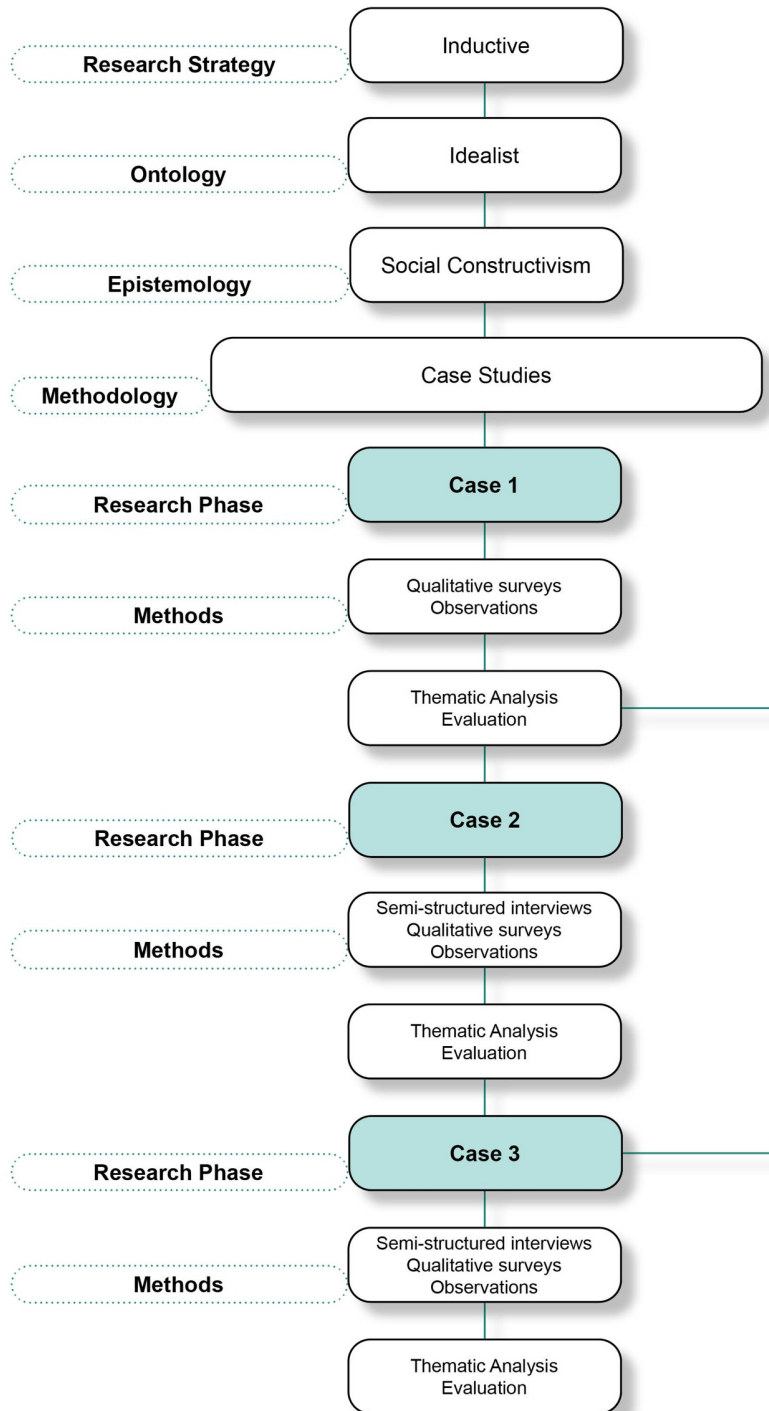 Inductive
Research Strategy
Idealist
Ontology
Social Constructivism
Epistemology
Case Studies
Methodology
Case 1
Research Phase
Qualitative surveys
Observations
Methods
Thematic Analysis
Evaluation
Case 2
Research Phase
Semi-structured interviews
Qualitative surveys
Observations
Methods
Thematic Analysis
Evaluation
Case 3
Research Phase
Semi-structured interviews
Qualitative surveys
Observations
Methods
Thematic Analysis
Evaluation